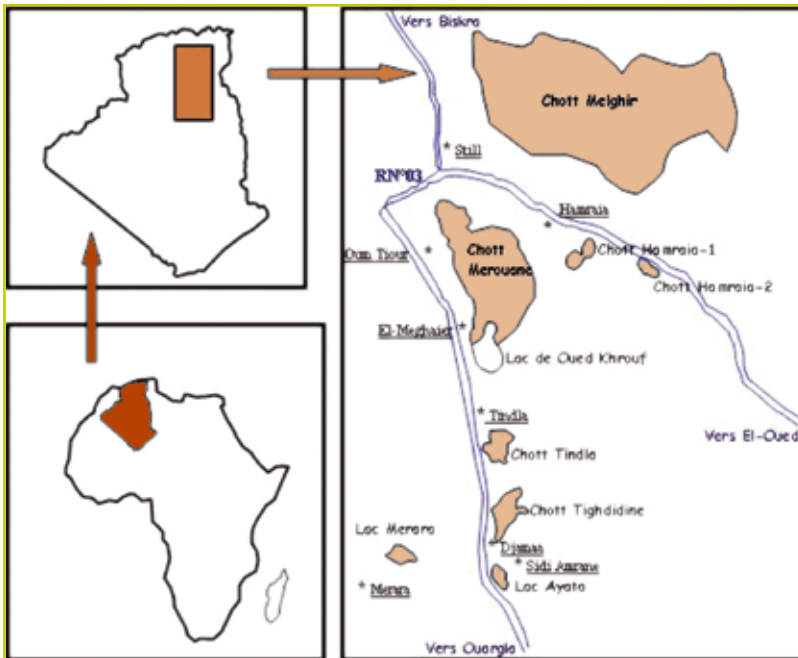 Vers Biskra
Chott Melghir
Still
RN°03
Hamraia
Chott Hamraia-1
Oum Tiour
Chott
Merouane
Chott Hamraia-2
El-Meghaier
Lac de Oued Khrouf
Tindla
Vers El-Oued
Chott Tindla
Chott Tighdidine
Lac Merara
Djamaa
Sidi Amrane
Merara
Lac Ayata
Vers Ouargla